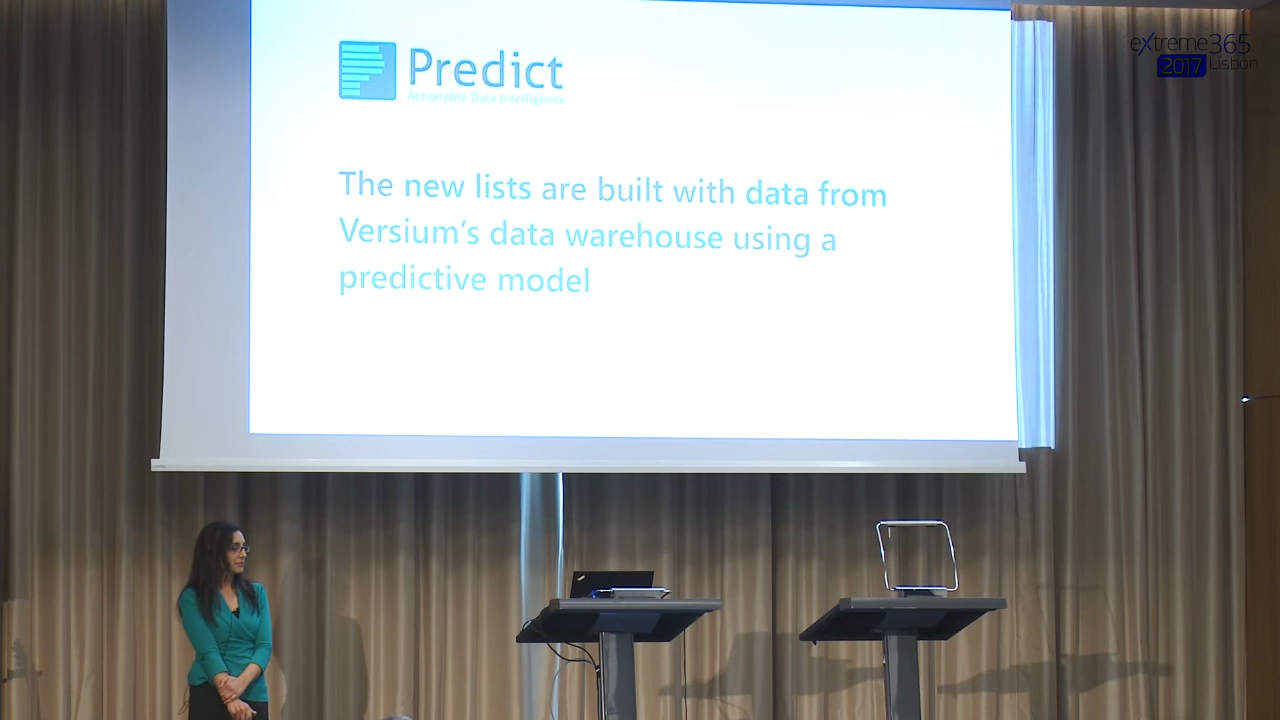 Predict
Actionable Data Intelligence
The new lists are built with data from
Versium's data warehouse using a
predictive model
eXtreme365
2017 Lisbon